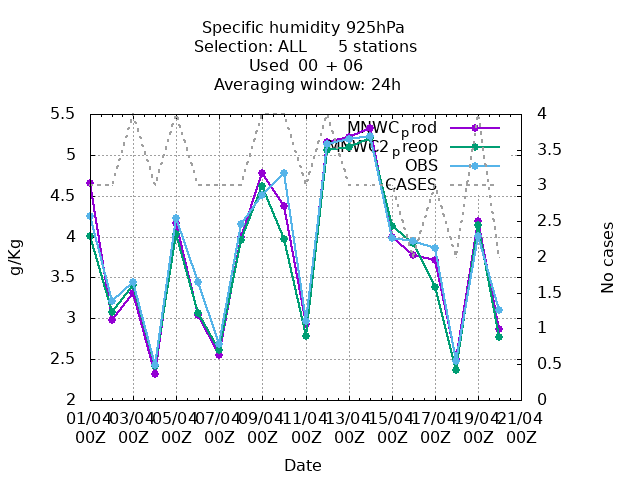 Specific humidity 925hPa
Selection: ALL      5 stations
Used  00 + 06
Averaging window: 24h
5.5
5
4.5
4
3.5
3
2.5
2
g/Kg
4
3.5
3
2.5
2
1.5
1
0.5
0
No cases
MNWC_prod
MNWC2_preop
OBS
CASES
01/04 03/04 05/04 07/04 09/04 11/04 13/04 15/04 17/04 19/04 21/04
00Z 00Z 00Z 00Z 00Z 00Z 00Z 00Z 00Z 00Z 00Z
Date